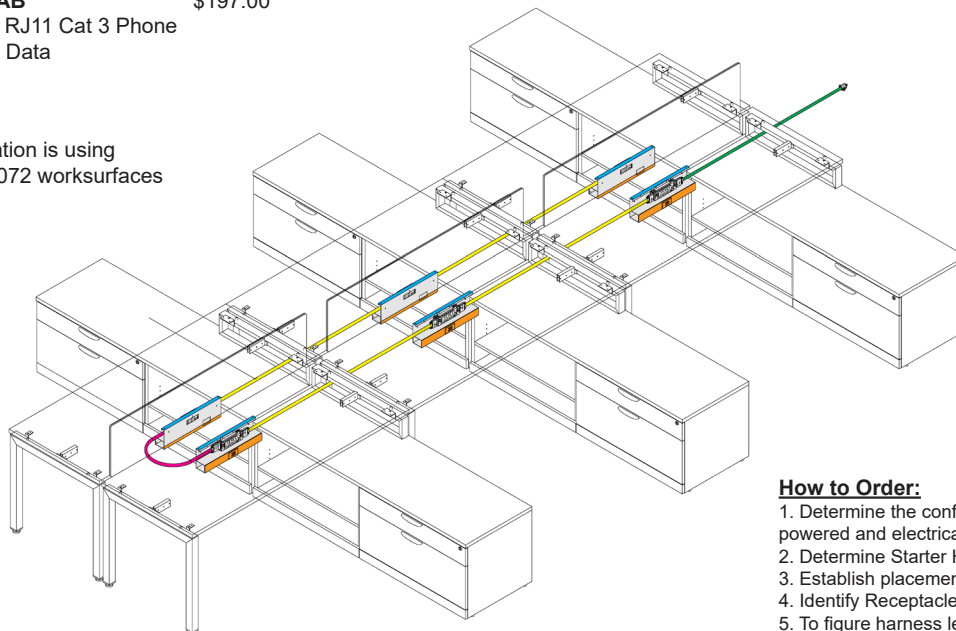 AB $197.00
RJ11 Cat 3 Phone
Data
ation is using
072 worksurfaces
How to Order:
1. Determine the conf
powered and electrica
2. Determine Starter H
3. Establish placemen
4. Identify Receptacle
5. To figure harness le